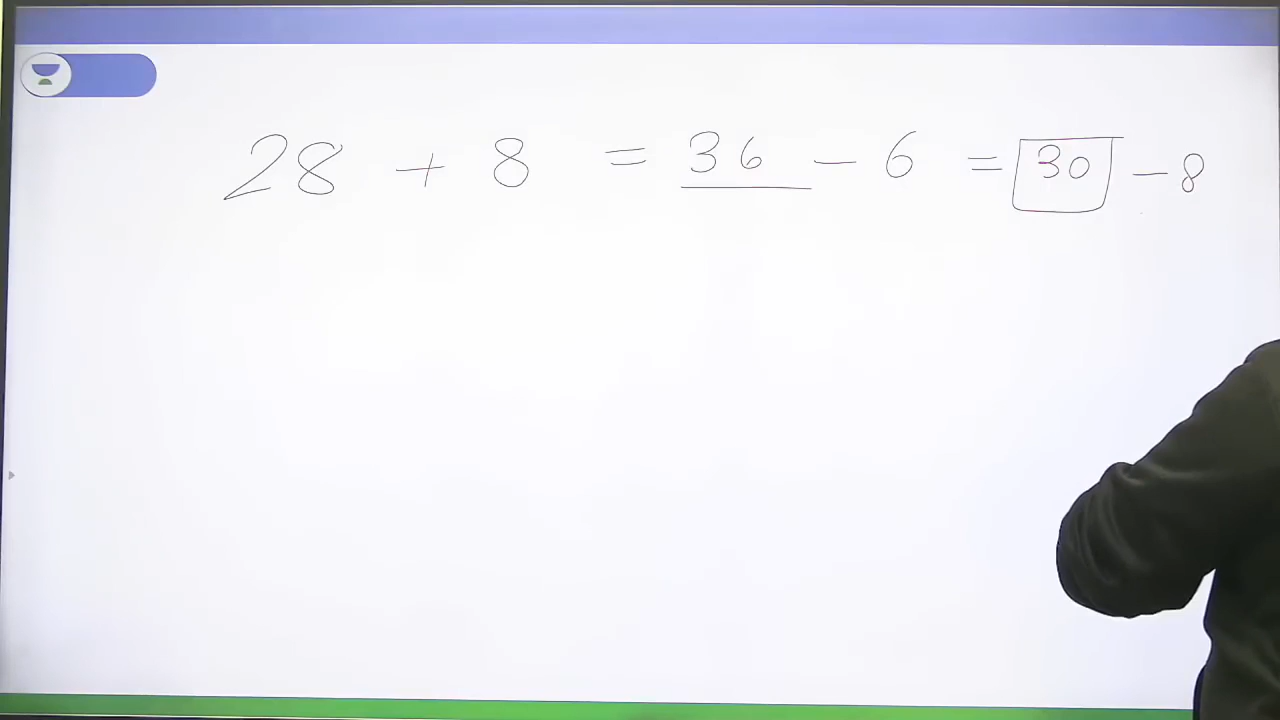 28 + 8 = 36 - 6 = 30 - 8